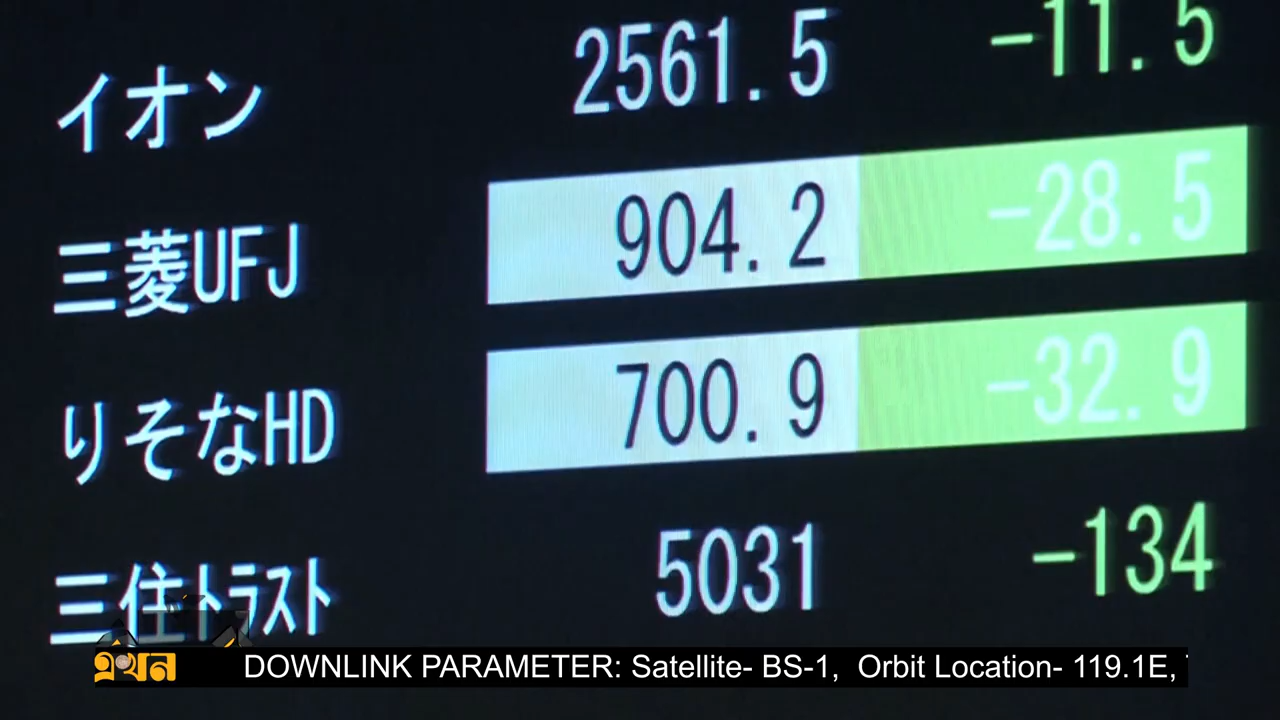 イオン 2561.5 -11.5
三菱UFJ 904.2 -28.5
りそなHD 700.9 -32.9
三住トラスト 5031 -134
এখন DOWNLINK PARAMETER: Satellite- BS-1, Orbit Location- 119.1E,